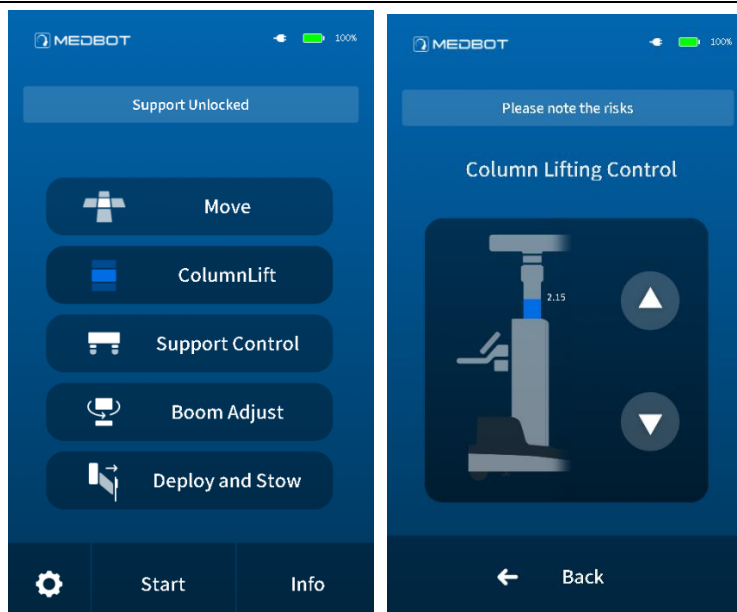 MEDBOT
100%
Support Unlocked
Move
ColumnLift
Support Control
Boom Adjust
Deploy and Stow
Start
Info
MEDBOT
100%
Please note the risks
Column Lifting Control
2.15
Back